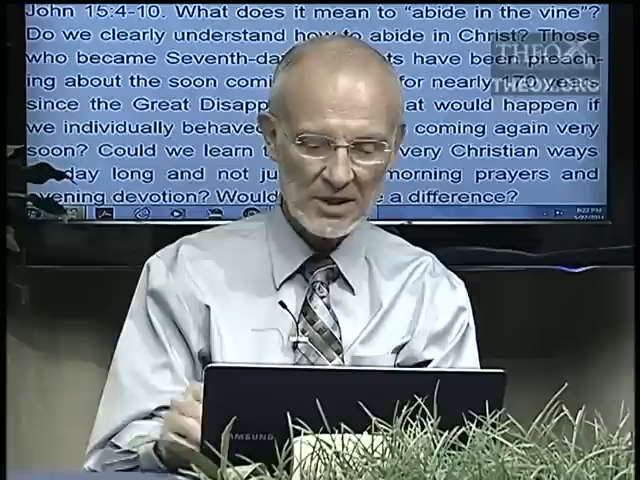 John 15:4-10. What does it mean to "abide in the vine"?
Do we clearly understand how to abide in Christ? Those
who became Seventh-da ts have been preach-
ing about the soon comi for nearly 170 years
since the Great Disapp at would happen if
we individually behaved coming again very
soon? Could we learn very Christian ways
day long and not ju morning prayers and
evening devotion? Would a difference?
THEOX
THEOX.ORG
SAMSUNG